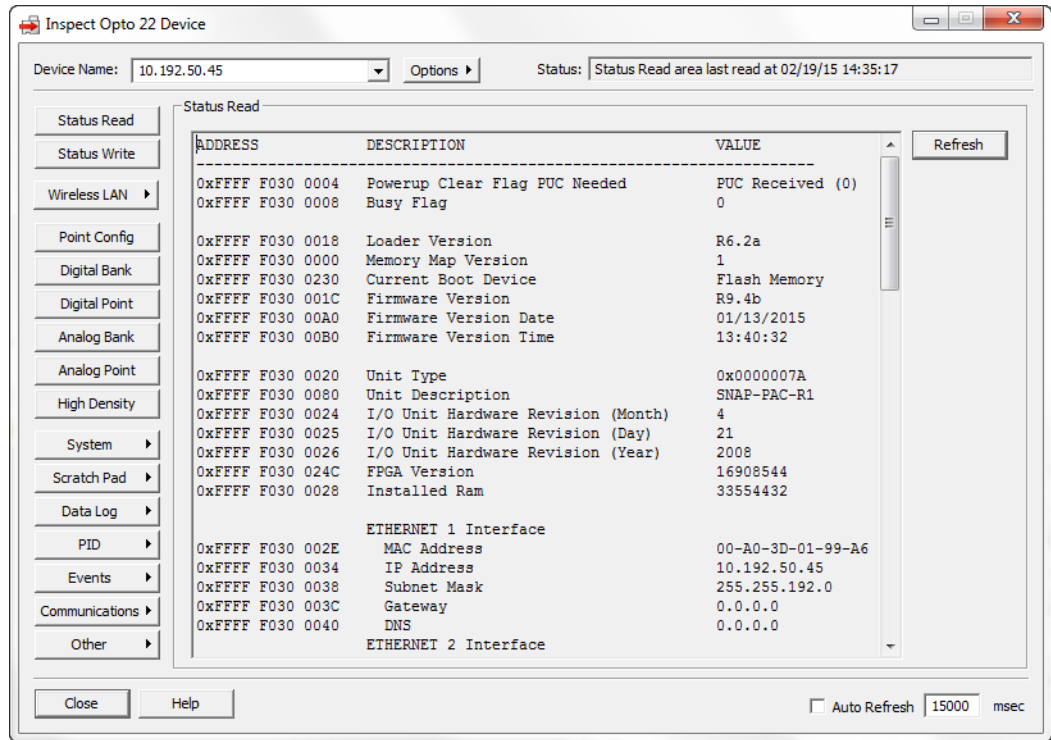 Inspect Opto 22 Device
Device Name: 10.192.50.45 Options Status: Status Read area last read at 02/19/15 14:35:17
Status Read
Status Write
Wireless LAN
Point Config
Digital Bank
Digital Point
Analog Bank
Analog Point
High Density
System
Scratch Pad
Data Log
PID
Events
Communications
Other
Status Read
ADDRESS DESCRIPTION VALUE
--------------------------------------------------------------------
0xFFFF F030 0004 Powerup Clear Flag PUC Needed PUC Received (0)
0xFFFF F030 0008 Busy Flag 0
0xFFFF F030 0018 Loader Version R6.2a
0xFFFF F030 0000 Memory Map Version 1
0xFFFF F030 0230 Current Boot Device Flash Memory
0xFFFF F030 001C Firmware Version R9.4b
0xFFFF F030 00A0 Firmware Version Date 01/13/2015
0xFFFF F030 00B0 Firmware Version Time 13:40:32
0xFFFF F030 0020 Unit Type 0x0000007A
0xFFFF F030 0080 Unit Description SNAP-PAC-R1
0xFFFF F030 0024 I/O Unit Hardware Revision (Month) 4
0xFFFF F030 0025 I/O Unit Hardware Revision (Day) 21
0xFFFF F030 0026 I/O Unit Hardware Revision (Year) 2008
0xFFFF F030 024C FPGA Version 16908544
0xFFFF F030 0028 Installed Ram 33554432
ETHERNET 1 Interface
0xFFFF F030 002E MAC Address 00-A0-3D-01-99-A6
0xFFFF F030 0034 IP Address 10.192.50.45
0xFFFF F030 0038 Subnet Mask 255.255.192.0
0xFFFF F030 003C Gateway 0.0.0.0
0xFFFF F030 0040 DNS 0.0.0.0
ETHERNET 2 Interface
Refresh
Close Help Auto Refresh 15000 msec